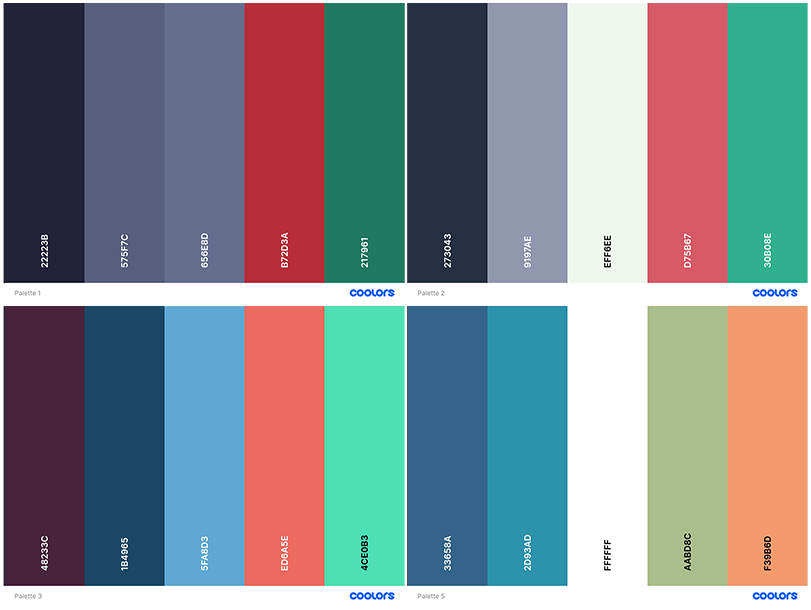 22223B
575F7C
656E8D
B72D3A
217961
Palette 1
coolors
273043
9197AE
EFF6EE
D75B67
30B08E
Palette 2
coolors
48233C
1B4965
5FA8D3
ED6A5E
4CE0B3
Palette 3
coolors
33658A
2D93AD
FFFFFF
AABD8C
F39B6D
Palette 5
coolors